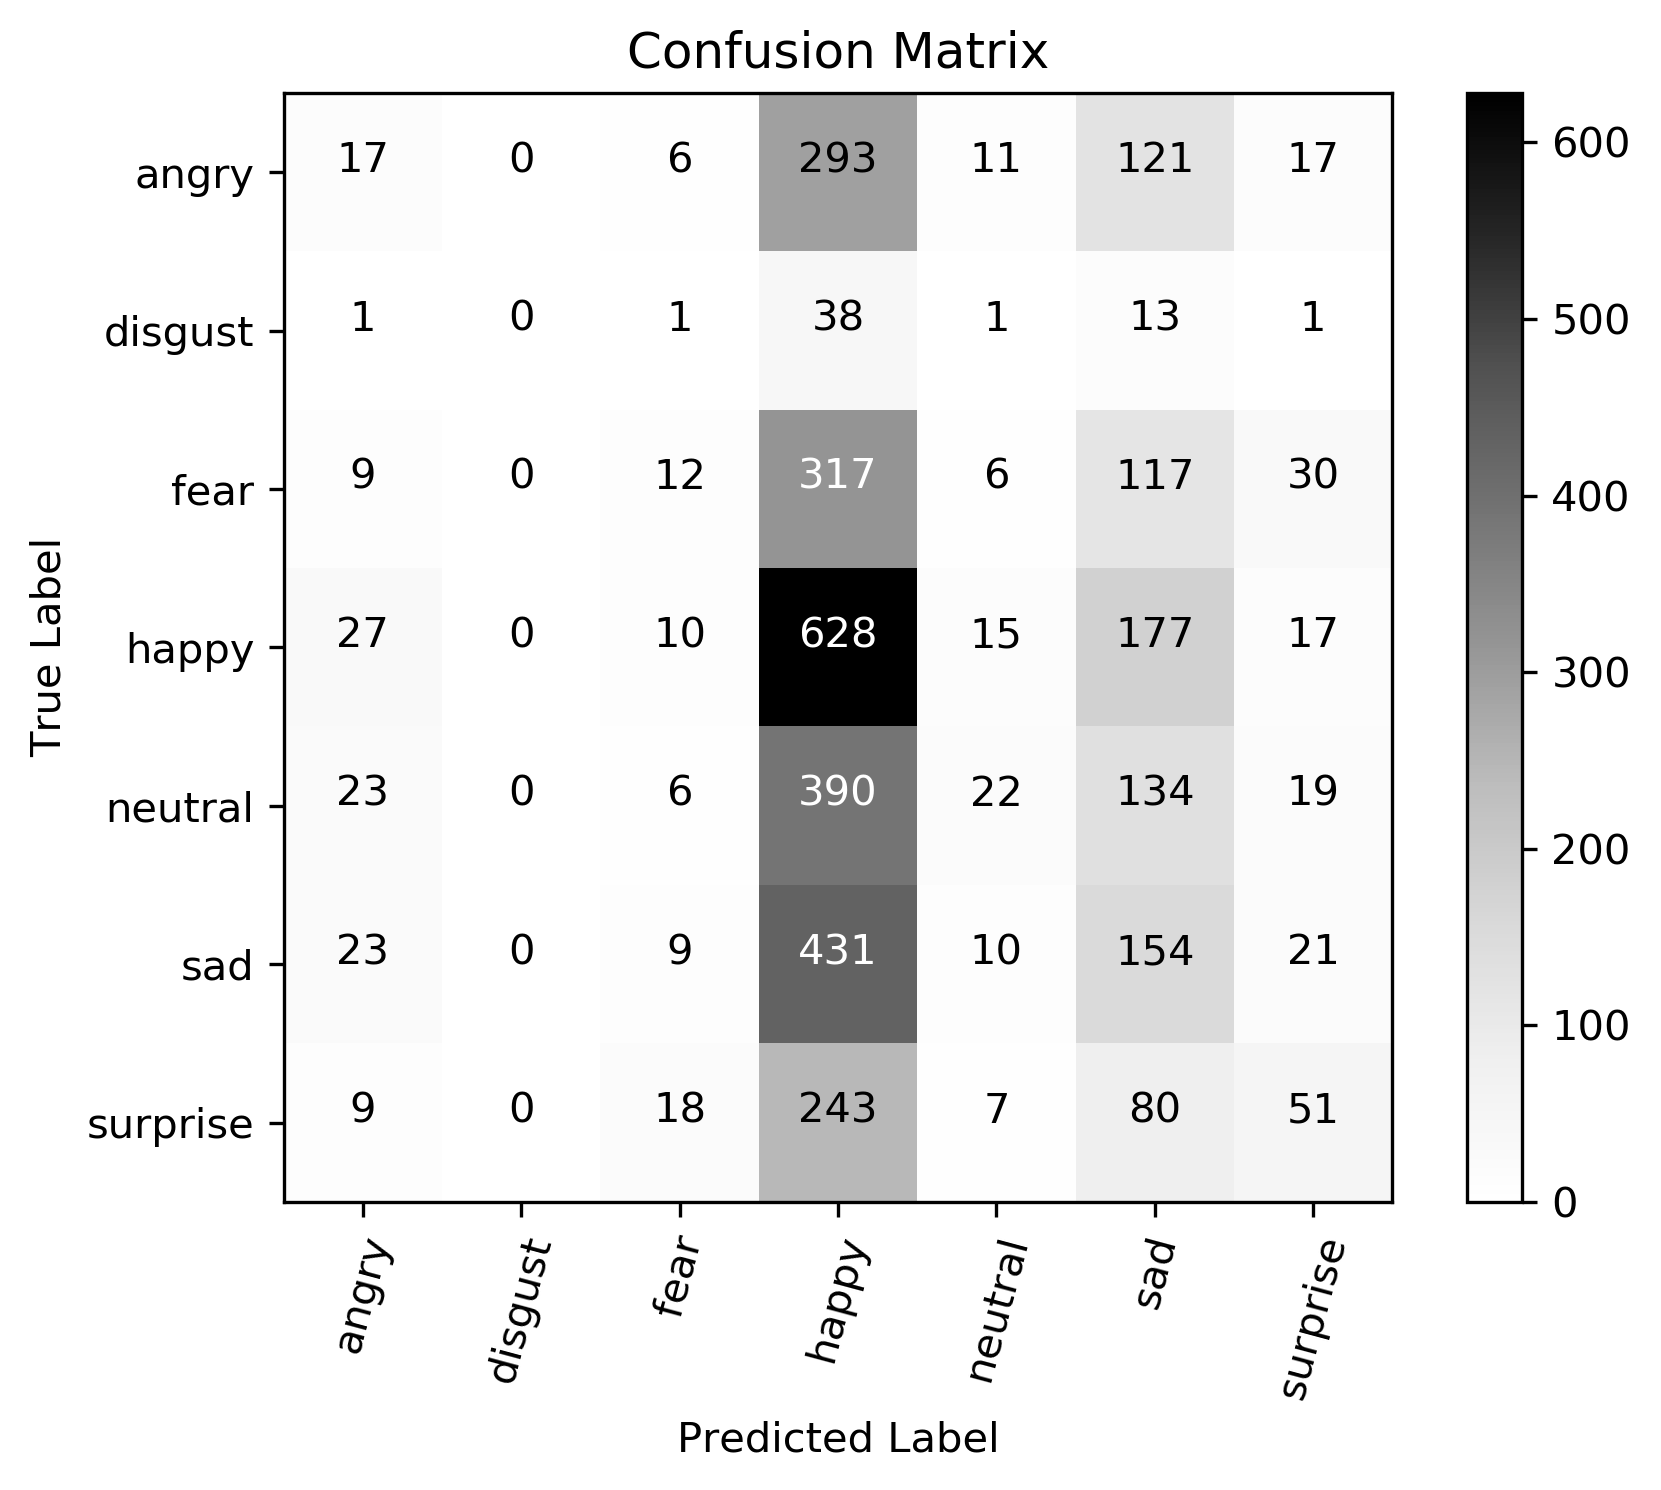 Confusion Matrix
angry 17 0 6 293 11 121 17
disgust 1 0 1 38 1 13 1
fear 9 0 12 317 6 117 30
happy 27 0 10 628 15 177 17
neutral 23 0 6 390 22 134 19
sad 23 0 9 431 10 154 21
surprise 9 0 18 243 7 80 51
True Label
angry disgust fear happy neutral sad surprise
Predicted Label
600
500
400
300
200
100
0